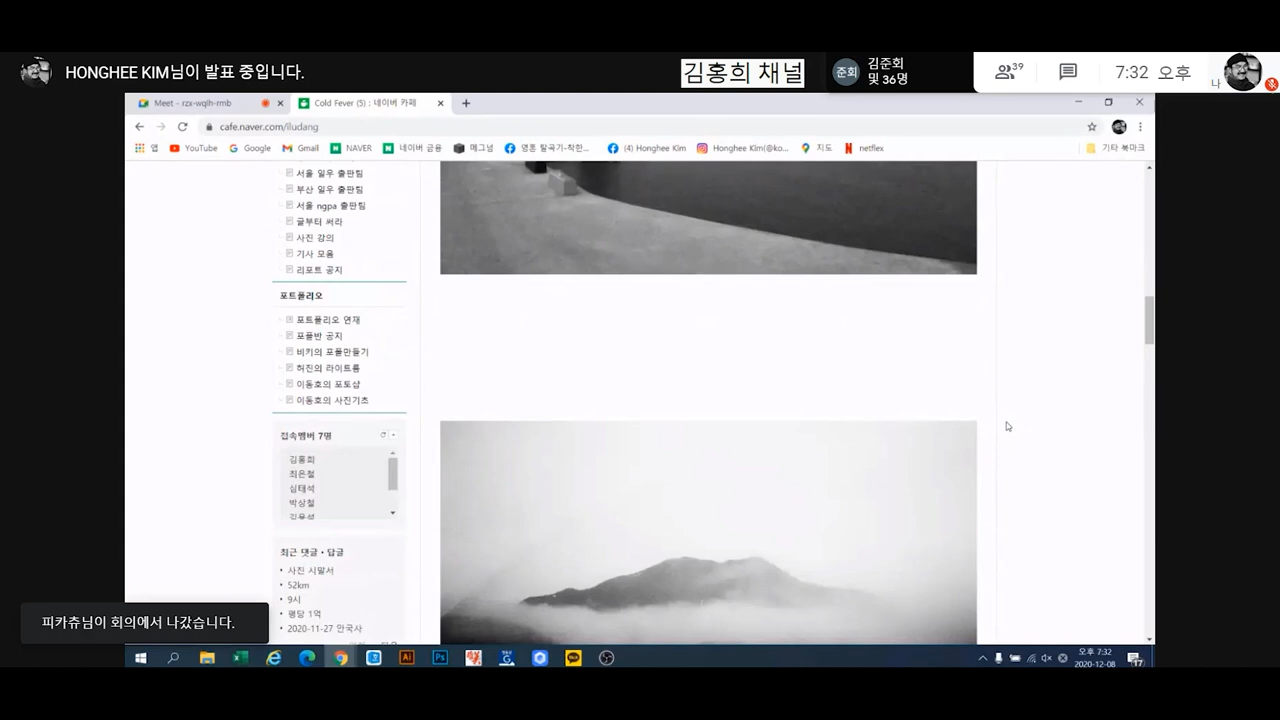 HONGHEE KIM님이 발표 중입니다.
김홍희 채널
준회
김준회
및 36명
39
7:32 오후
나
Meet - rzx-wqlh-rmb
Cold Fever (5) : 네이버 카페
cafe.naver.com/illudang
앱
YouTube
Google
Gmail
NAVER
네이버 금융
메그넘
영혼 탈곡기-착한...
(4) Honghee Kim
Honghee Kim(@ko...
지도
netflex
기타 북마크
서울 일우 출판팀
부산 일우 출판팀
서울 ngpa 출판팀
글부터 써라
사진 강의
기사 모음
리포트 공지
포트폴리오
포트폴리오 연재
포폴반 공지
비키의 포폴만들기
허진의 라이트룸
이동호의 포토샵
이동호의 사진기초
접속멤버 7명
김홍희
최은철
심태석
박상철
최근 댓글 · 답글
사진 시말서
52km
9시
평당 1억
2020-11-27 안국사
피카츄님이 회의에서 나갔습니다.
오후 7:32
2020-12-08
17